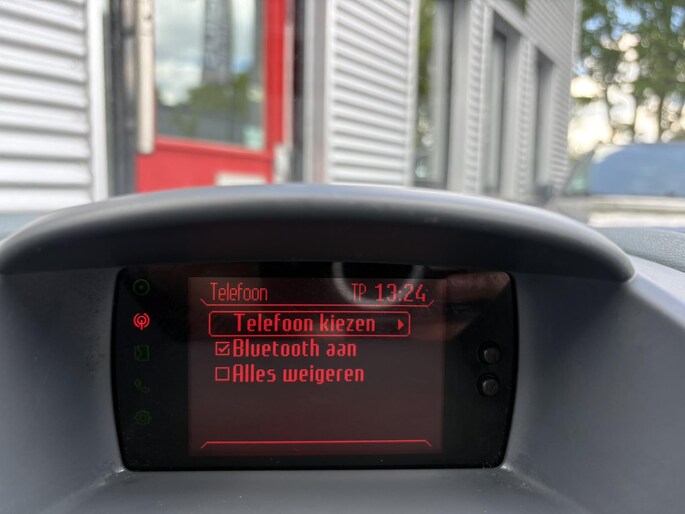 Telefoon TP 13:24
Telefoon kiezen
Bluetooth aan
Alles weigeren